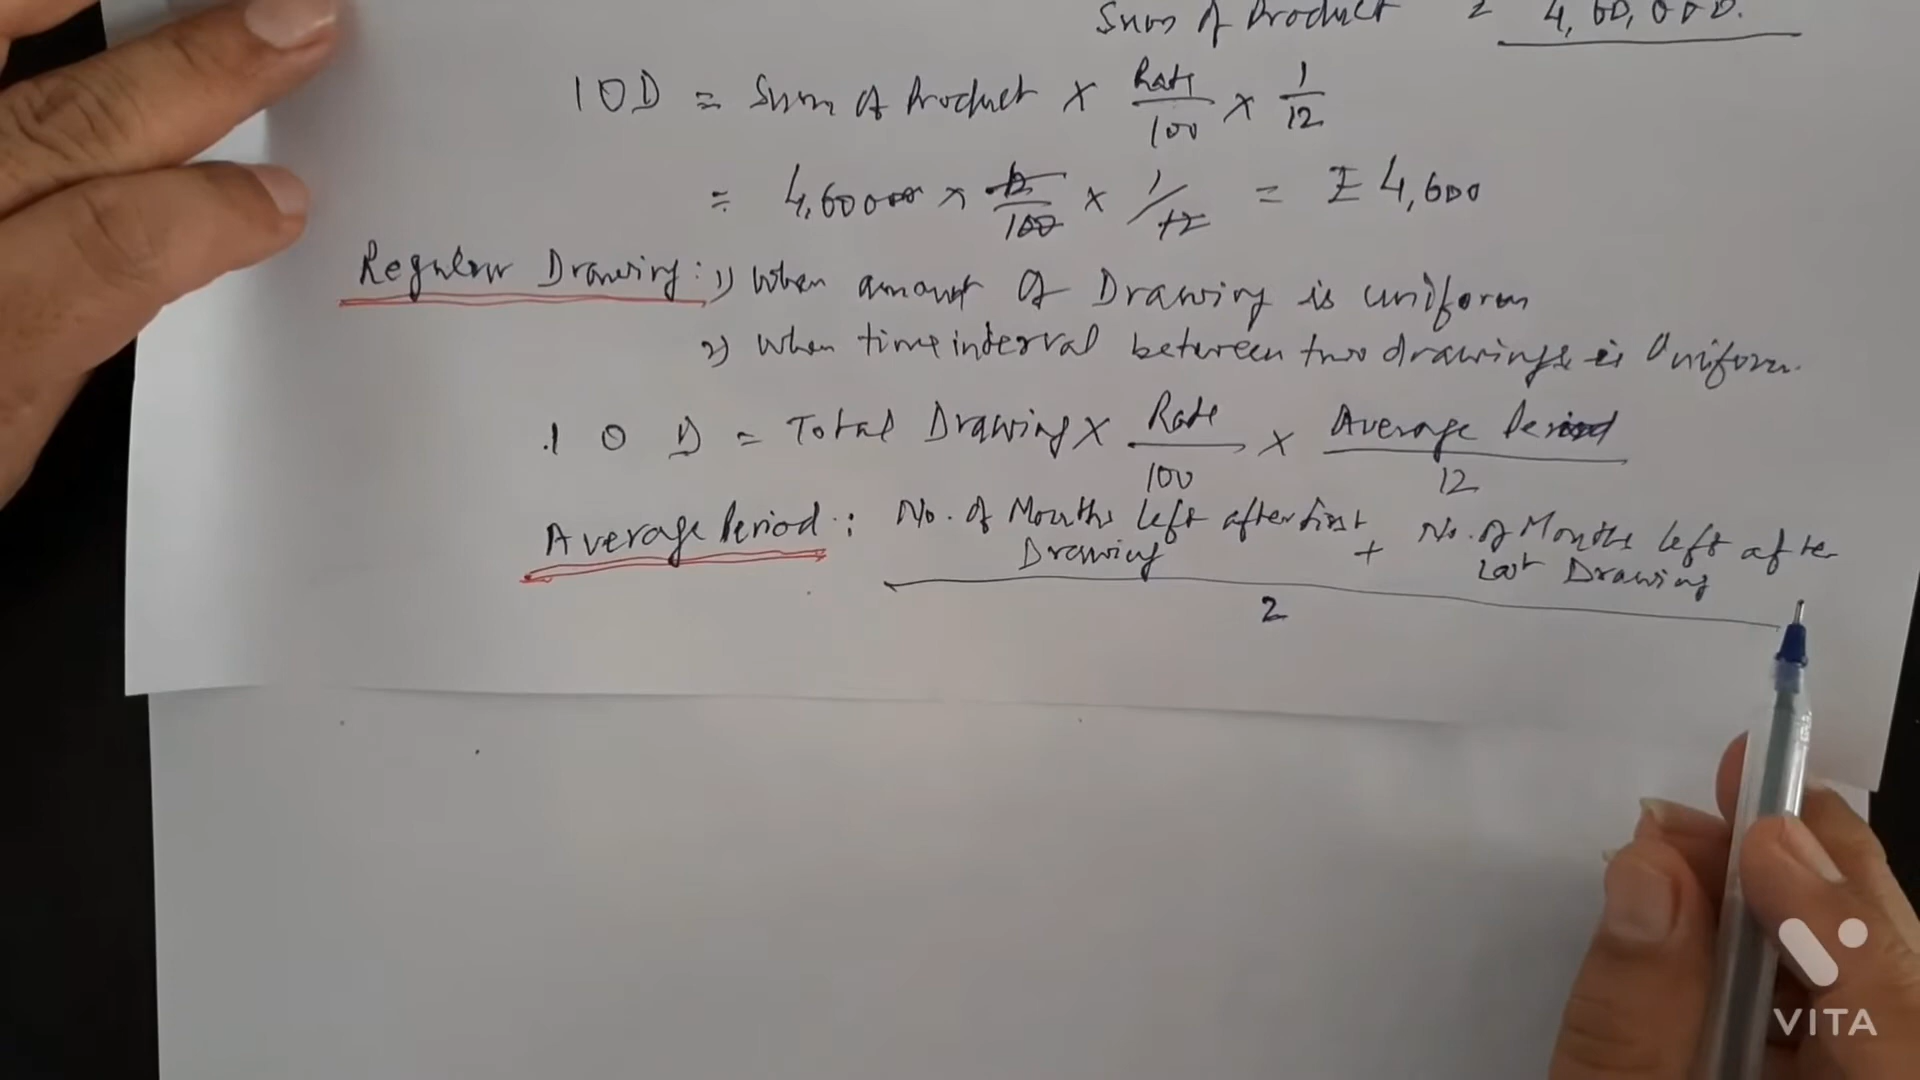 Sum of Product = 4,60,000.
IOD = Sum of Product × Rate/100 × 1/12
= 4,60000 × 12/100 × 1/12 = ₹ 4,600
Regular Drawing: 1) When amount of Drawing is uniform
2) When time interval between two drawings is Uniform.
I O D = Total Drawing × Rate/100 × Average Period/12
Average Period : No. of Months left after first Drawing + No. of Months left after Last Drawing
2
VITA